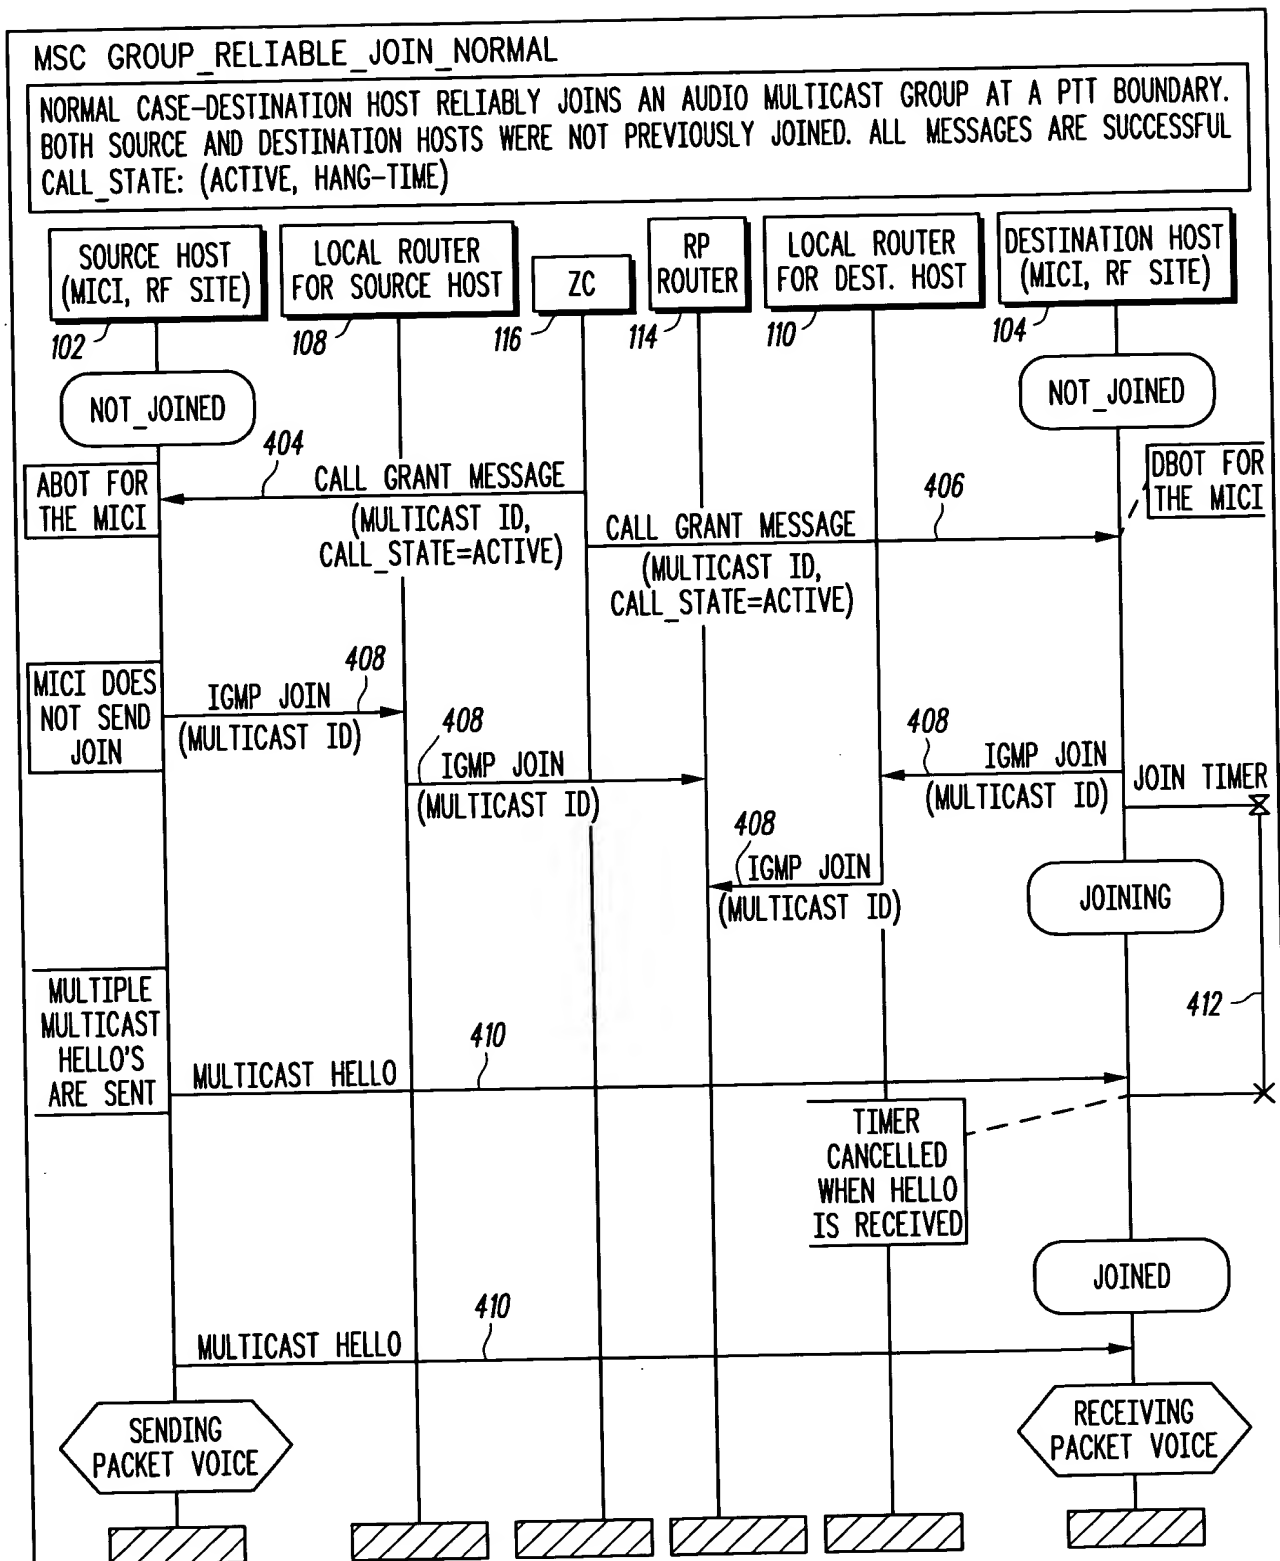 MSC GROUP_RELIABLE_JOIN_NORMAL
NORMAL CASE-DESTINATION HOST RELIABLY JOINS AN AUDIO MULTICAST GROUP AT A PTT BOUNDARY.
BOTH SOURCE AND DESTINATION HOSTS WERE NOT PREVIOUSLY JOINED. ALL MESSAGES ARE SUCCESSFUL
CALL_STATE: (ACTIVE, HANG-TIME)
SOURCE HOST
(MICI, RF SITE)
102
LOCAL ROUTER
FOR SOURCE HOST
108
ZC
116
RP
ROUTER
114
LOCAL ROUTER
FOR DEST. HOST
110
DESTINATION HOST
(MICI, RF SITE)
104
NOT_JOINED
NOT_JOINED
ABOT FOR
THE MICI
404
CALL GRANT MESSAGE
(MULTICAST ID,
CALL_STATE=ACTIVE)
406
CALL GRANT MESSAGE
(MULTICAST ID,
CALL_STATE=ACTIVE)
DBOT FOR
THE MICI
MICI DOES
NOT SEND
JOIN
408
IGMP JOIN
(MULTICAST ID)
408
IGMP JOIN
(MULTICAST ID)
408
IGMP JOIN
(MULTICAST ID)
JOIN TIMER
408
IGMP JOIN
(MULTICAST ID)
JOINING
412
MULTIPLE
MULTICAST
HELLO'S
ARE SENT
410
MULTICAST HELLO
TIMER
CANCELLED
WHEN HELLO
IS RECEIVED
JOINED
410
MULTICAST HELLO
SENDING
PACKET VOICE
RECEIVING
PACKET VOICE